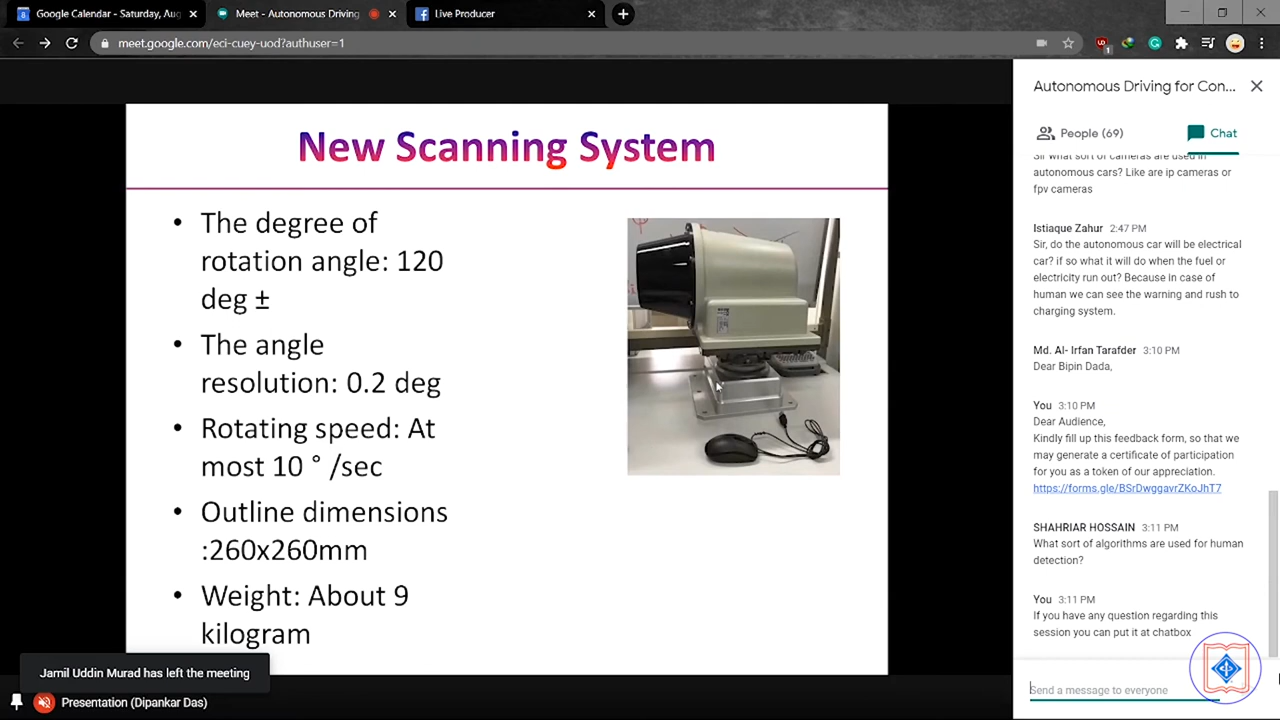 Google Calendar - Saturday, Aug
Meet - Autonomous Driving
Live Producer
meet.google.com/eci-cuey-uod?authuser=1
New Scanning System
• The degree of
rotation angle: 120
deg ±
• The angle
resolution: 0.2 deg
• Rotating speed: At
most 10 ° /sec
• Outline dimensions
:260x260mm
• Weight: About 9
kilogram
Jamil Uddin Murad has left the meeting
Presentation (Dipankar Das)
Autonomous Driving for Con...
People (69)
Chat
Sir what sort of cameras are used in
autonomous cars? Like are ip cameras or
fpv cameras
Istiaque Zahur 2:47 PM
Sir, do the autonomous car will be electrical
car? if so what it will do when the fuel or
electricity run out? Because in case of
human we can see the warning and rush to
charging system.
Md. Al- Irfan Tarafder 3:10 PM
Dear Bipin Dada,
You 3:10 PM
Dear Audience,
Kindly fill up this feedback form, so that we
may generate a certificate of participation
for you as a token of our appreciation.
https://forms.gle/BSrDwggavrZKoJhT7
SHAHRIAR HOSSAIN 3:11 PM
What sort of algorithms are used for human
detection?
You 3:11 PM
If you have any question regarding this
session you can put it at chatbox
Send a message to everyone